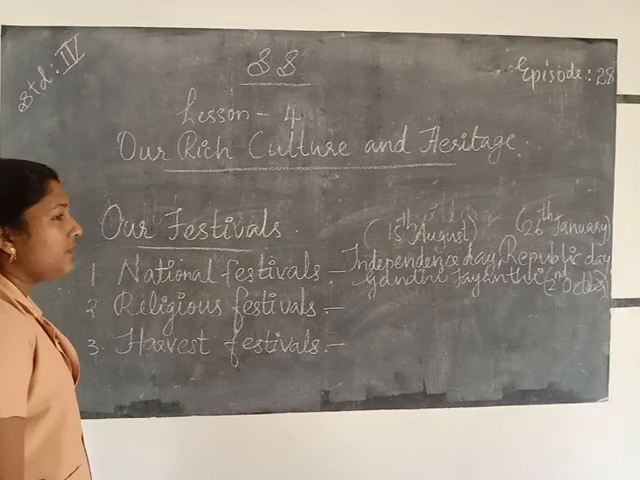 Std: IV
SS
Episode: 28
Lesson - 4
Our Rich Culture and Heritage
Our Festivals
(15th August) (26th January)
1 National festivals - Independence day, Republic day
Gandhi Jayanthi (2nd Octber)
2 Religious festivals -
3. Harvest festivals. -